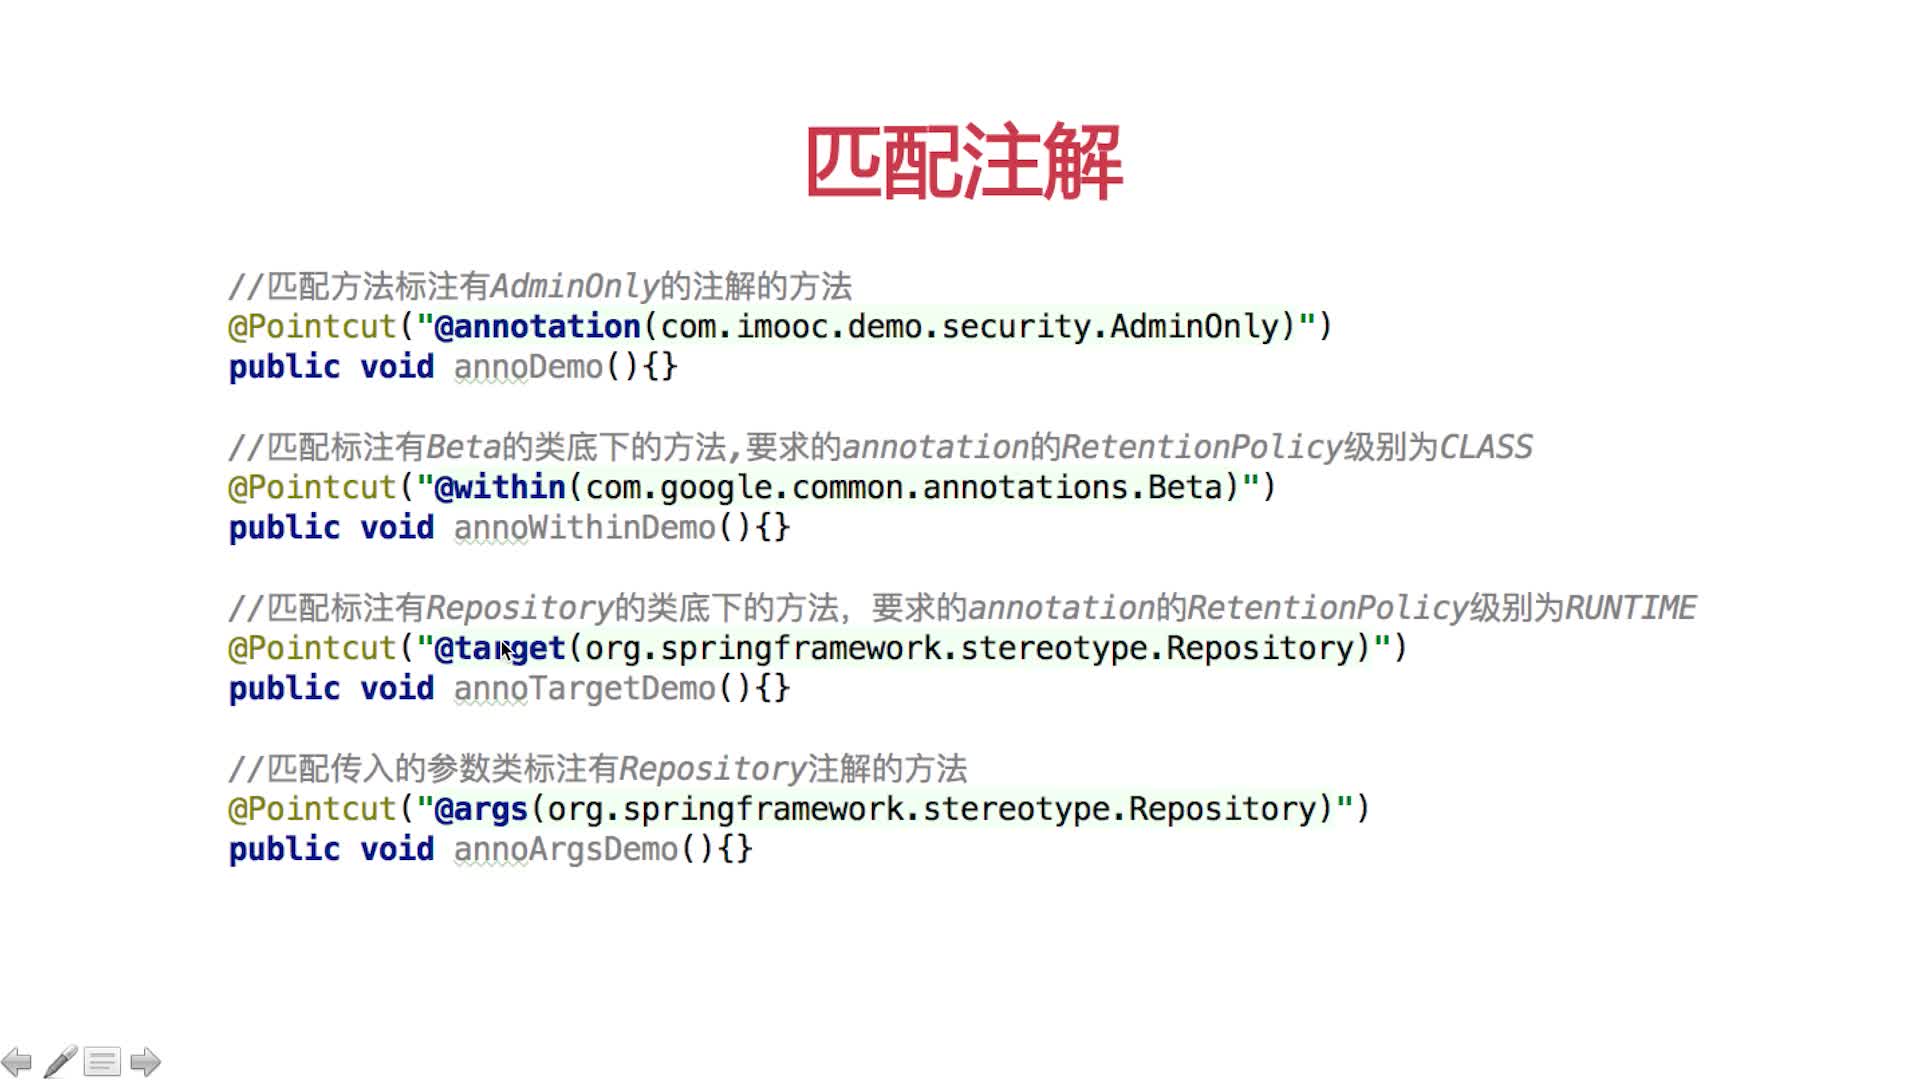 匹配注解
//匹配方法标注有AdminOnly的注解的方法
@Pointcut("@annotation(com.imooc.demo.security.AdminOnly)")
public void annoDemo(){}
//匹配标注有Beta的类底下的方法,要求的annotation的RetentionPolicy级别为CLASS
@Pointcut("@within(com.google.common.annotations.Beta)")
public void annoWithinDemo(){}
//匹配标注有Repository的类底下的方法，要求的annotation的RetentionPolicy级别为RUNTIME
@Pointcut("@target(org.springframework.stereotype.Repository)")
public void annoTargetDemo(){}
//匹配传入的参数类标注有Repository注解的方法
@Pointcut("@args(org.springframework.stereotype.Repository)")
public void annoArgsDemo(){}